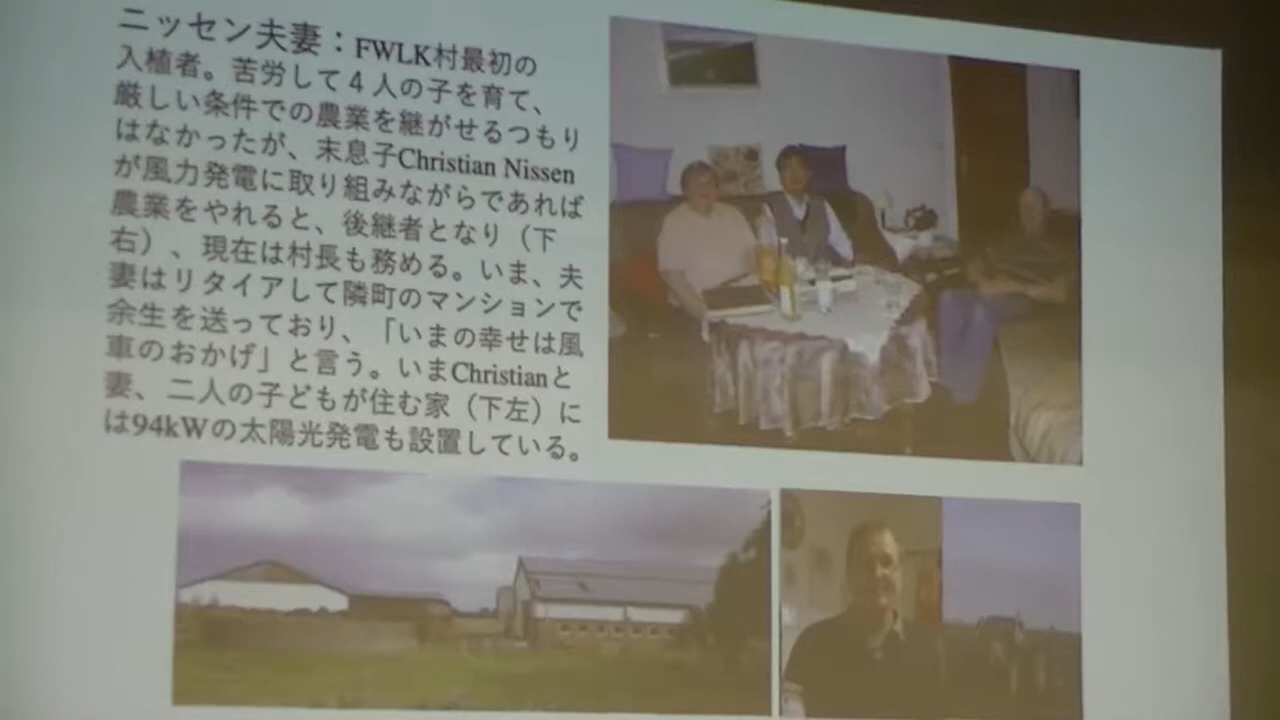 ニッセン夫妻：FWLK村最初の
入植者。苦労して４人の子を育て、
厳しい条件での農業を継がせるつもり
はなかったが、末息子Christian Nissen
が風力発電に取り組みながらであれば
農業をやれると、後継者となり（下
右）、現在は村長も務める。いま、夫
妻はリタイアして隣町のマンションで
余生を送っており、「いまの幸せは風
車のおかげ」と言う。いまChristianと
妻、二人の子どもが住む家（下左）に
は94kWの太陽光発電も設置している。